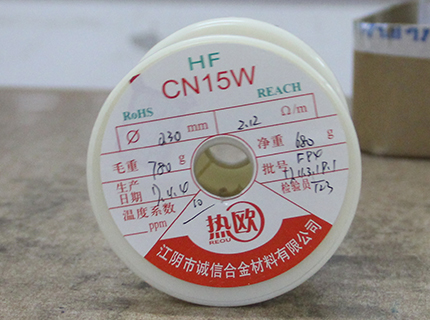 HF
CN15W
RoHS REACH
Ø 230 mm 2.12 Ω/m
毛重 780 g 净重 680 g
生产日期 批号
检验员
温度系数 10
ppm
热欧
REOU
江阴市诚信合金材料有限公司